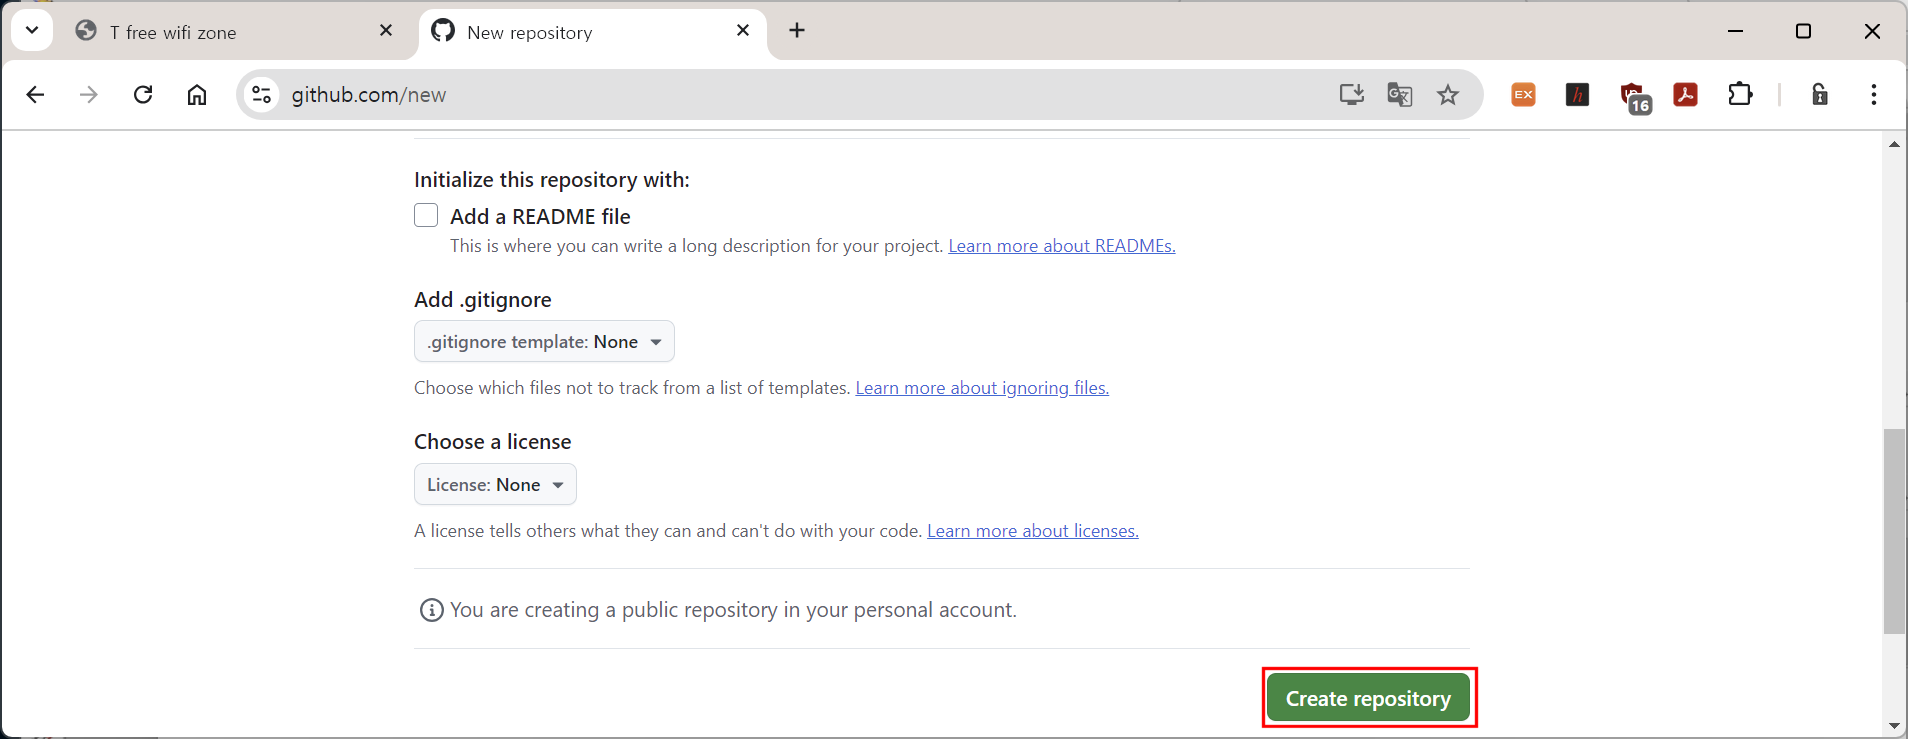 T free wifi zone
New repository
github.com/new
EX
h
16
Initialize this repository with:
Add a README file
This is where you can write a long description for your project. Learn more about READMEs.
Add .gitignore
.gitignore template: None
Choose which files not to track from a list of templates. Learn more about ignoring files.
Choose a license
License: None
A license tells others what they can and can't do with your code. Learn more about licenses.
You are creating a public repository in your personal account.
Create repository